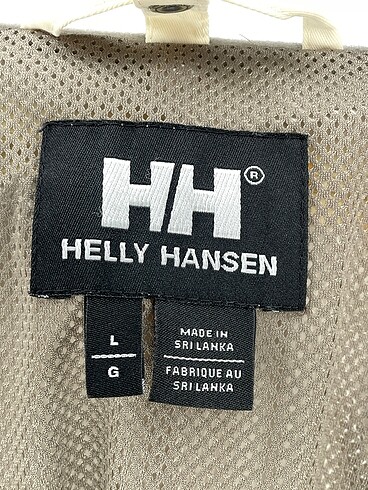 HH®
HELLY HANSEN
L
G
MADE IN
SRI LANKA
FABRIQUE AU
SRI LANKA